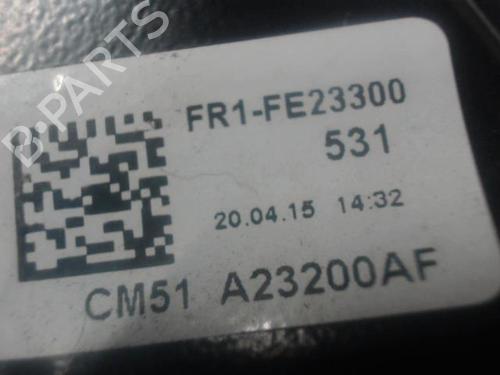 FR1-FE23300
531
20.04.15 14:32
CM51 A23200AF
B-PARTS